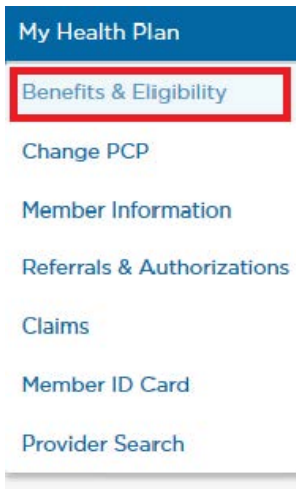 My Health Plan
Benefits & Eligibility
Change PCP
Member Information
Referrals & Authorizations
Claims
Member ID Card
Provider Search